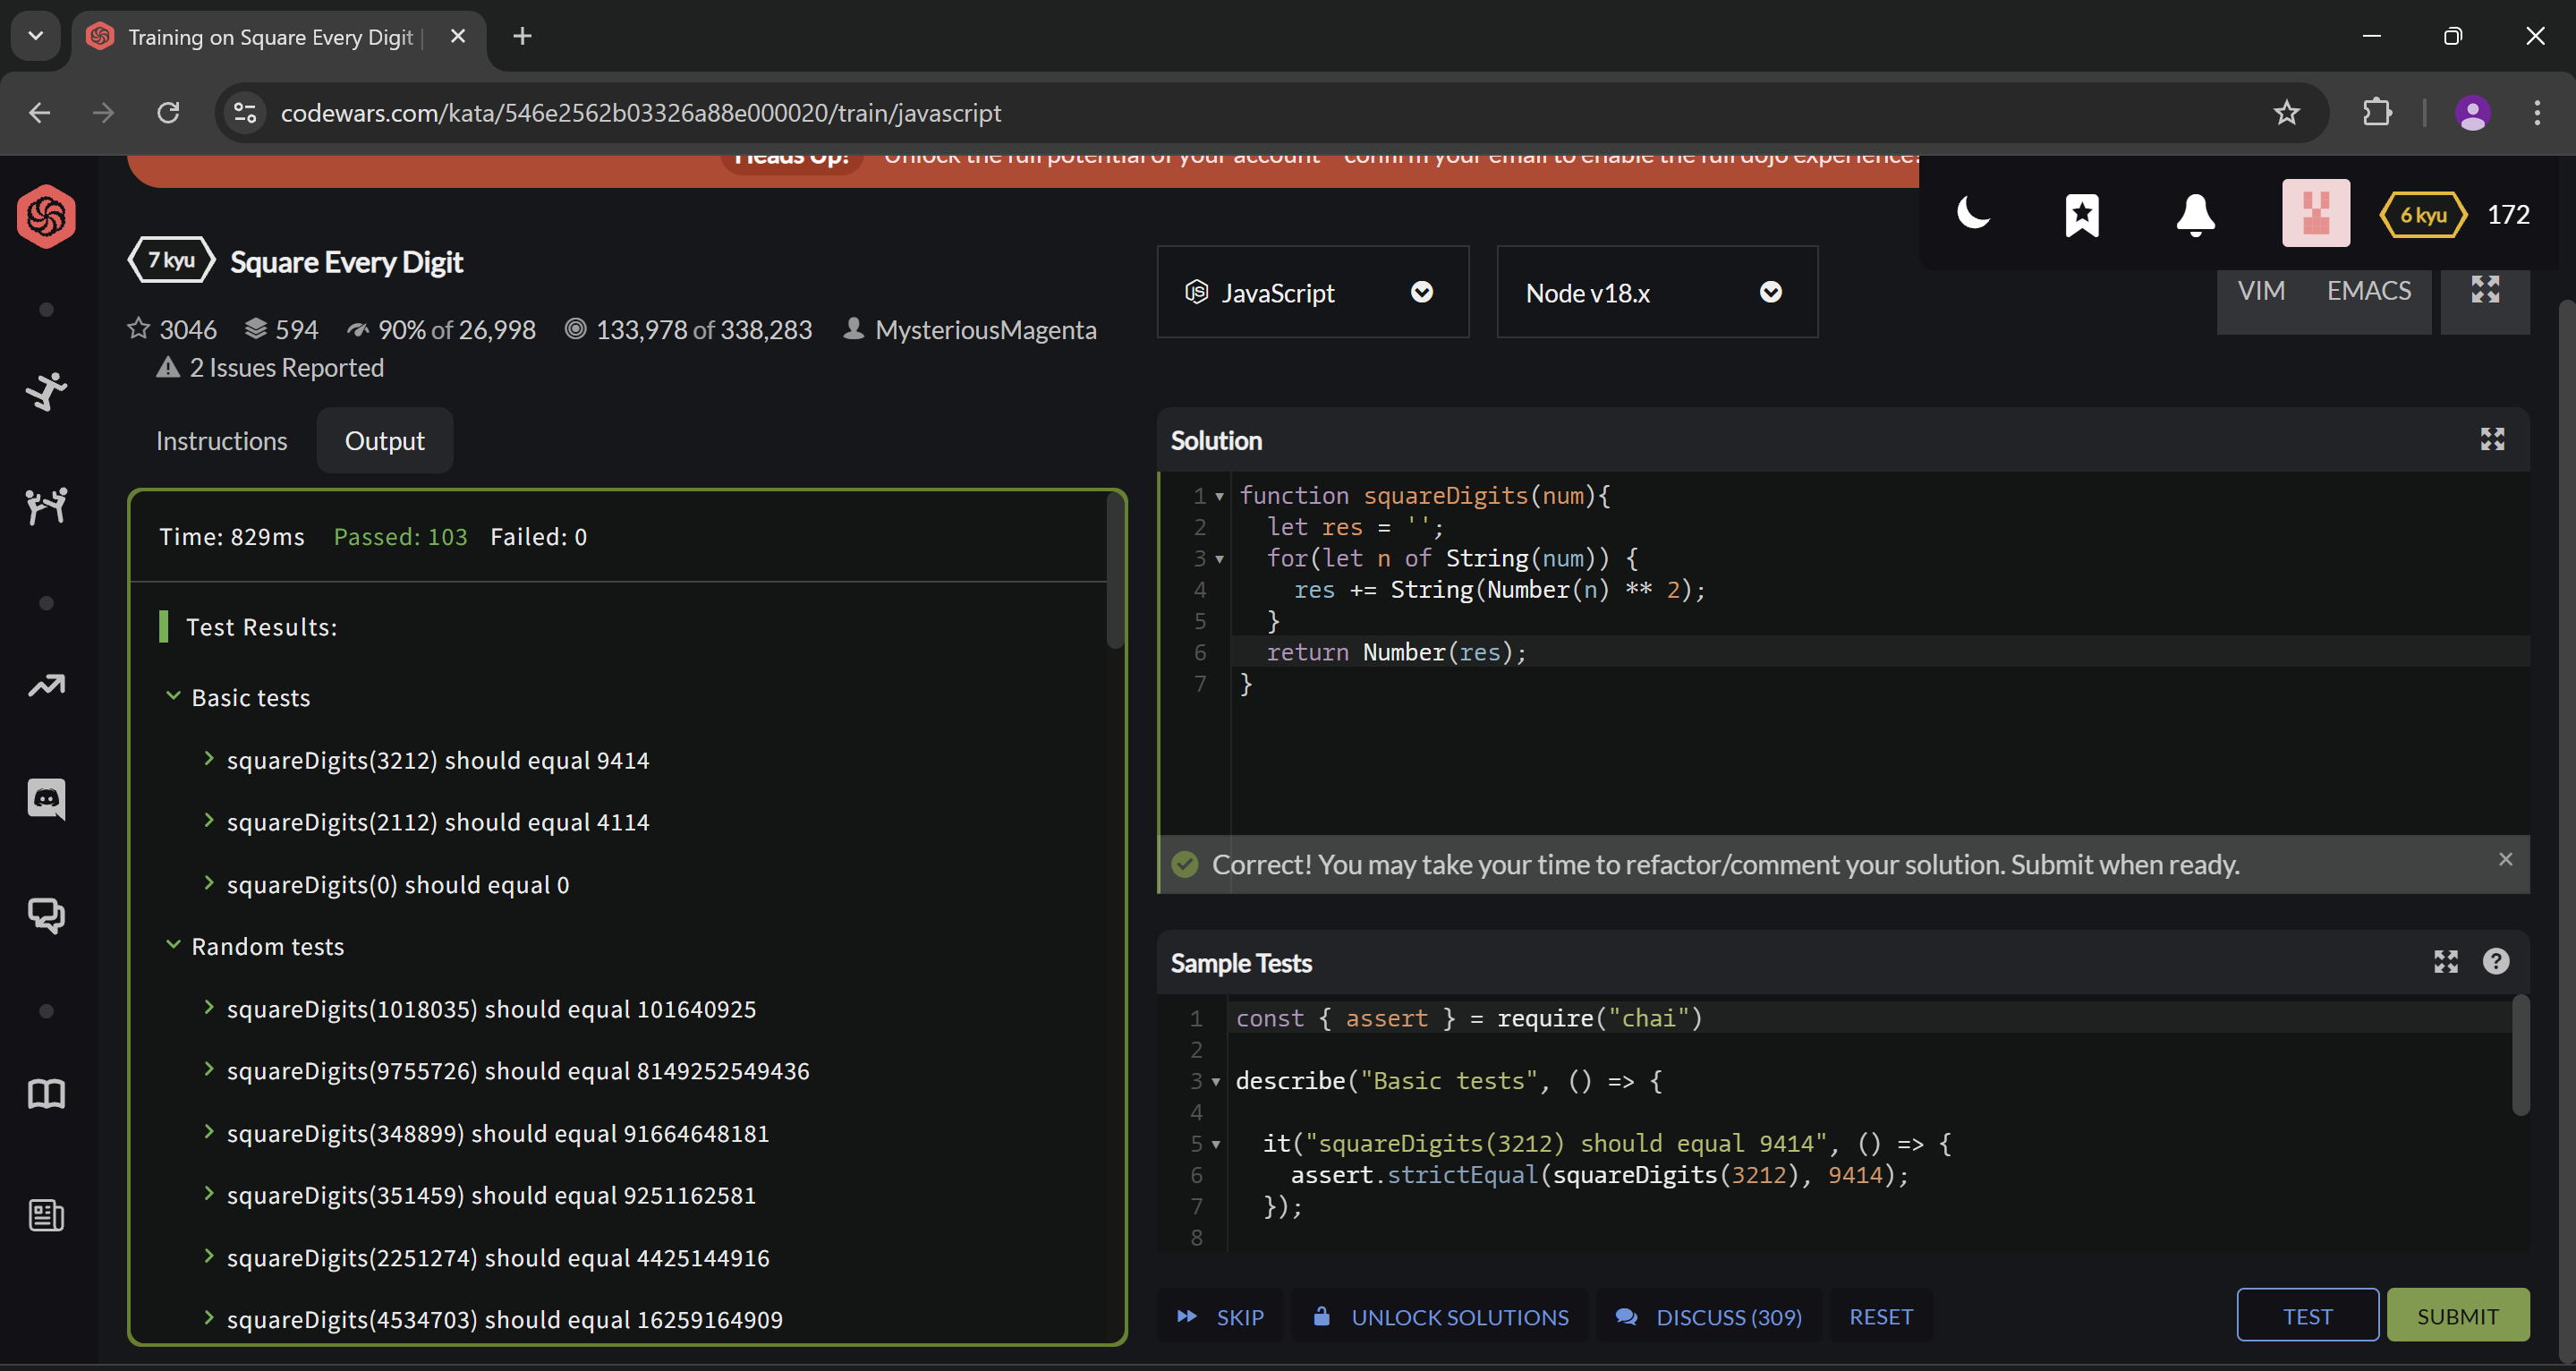 Training on Square Every Digit |
codewars.com/kata/546e2562b03326a88e000020/train/javascript
Heads Up! Unlock the full potential of your account confirm your email to enable the full dojo experience.
6 kyu 172
7 kyu Square Every Digit
3046 594 90% of 26,998 133,978 of 338,283 MysteriousMagenta
2 Issues Reported
JavaScript Node v18.x VIM EMACS
Instructions Output
Time: 829ms Passed: 103 Failed: 0
Test Results:
Basic tests
squareDigits(3212) should equal 9414
squareDigits(2112) should equal 4114
squareDigits(0) should equal 0
Random tests
squareDigits(1018035) should equal 101640925
squareDigits(9755726) should equal 8149252549436
squareDigits(348899) should equal 91664648181
squareDigits(351459) should equal 9251162581
squareDigits(2251274) should equal 4425144916
squareDigits(4534703) should equal 16259164909
Solution
1 function squareDigits(num){
2 let res = '';
3 for(let n of String(num)) {
4 res += String(Number(n) ** 2);
5 }
6 return Number(res);
7 }
Correct! You may take your time to refactor/comment your solution. Submit when ready.
Sample Tests
1 const { assert } = require("chai")
2
3 describe("Basic tests", () => {
4
5 it("squareDigits(3212) should equal 9414", () => {
6 assert.strictEqual(squareDigits(3212), 9414);
7 });
8
SKIP UNLOCK SOLUTIONS DISCUSS (309) RESET TEST SUBMIT